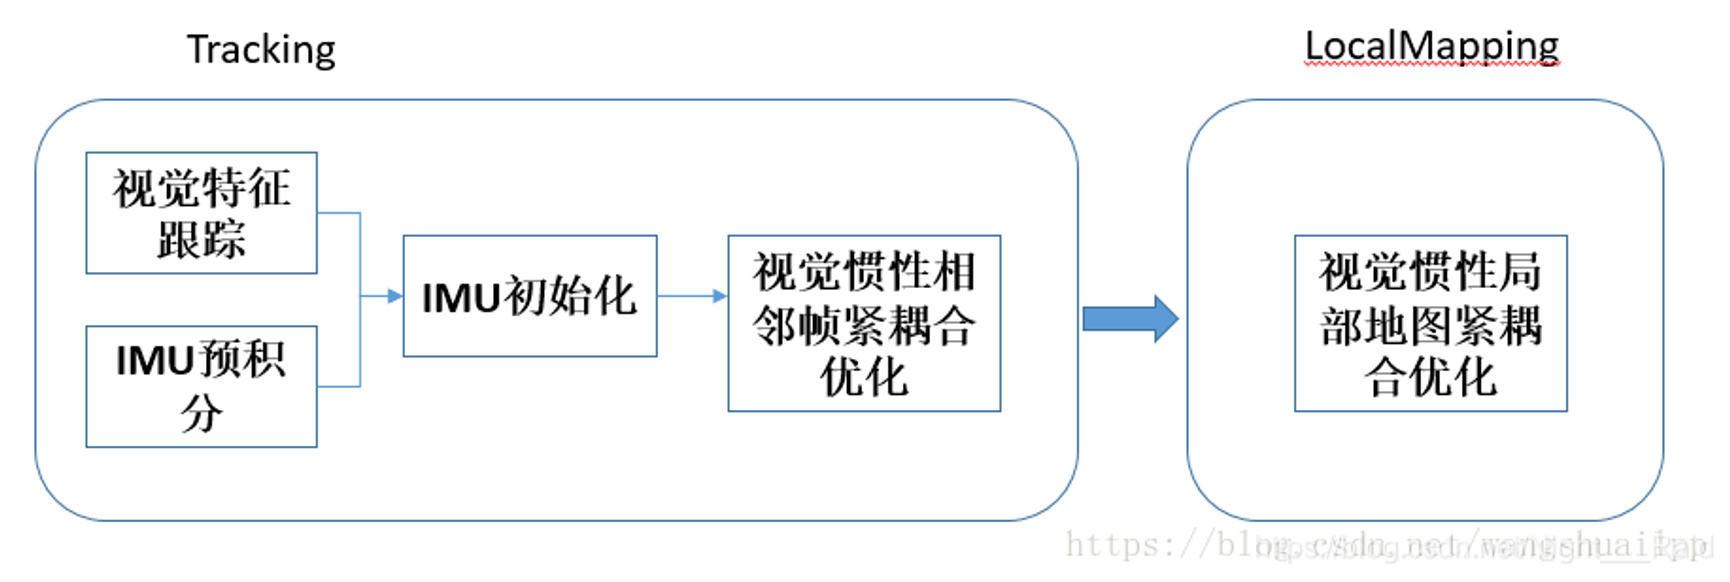 Tracking
LocalMapping
视觉特征
跟踪
IMU预积
分
IMU初始化
视觉惯性相
邻帧紧耦合
优化
视觉惯性局
部地图紧耦
合优化
https://blog.csdn.net/wangshuailpp